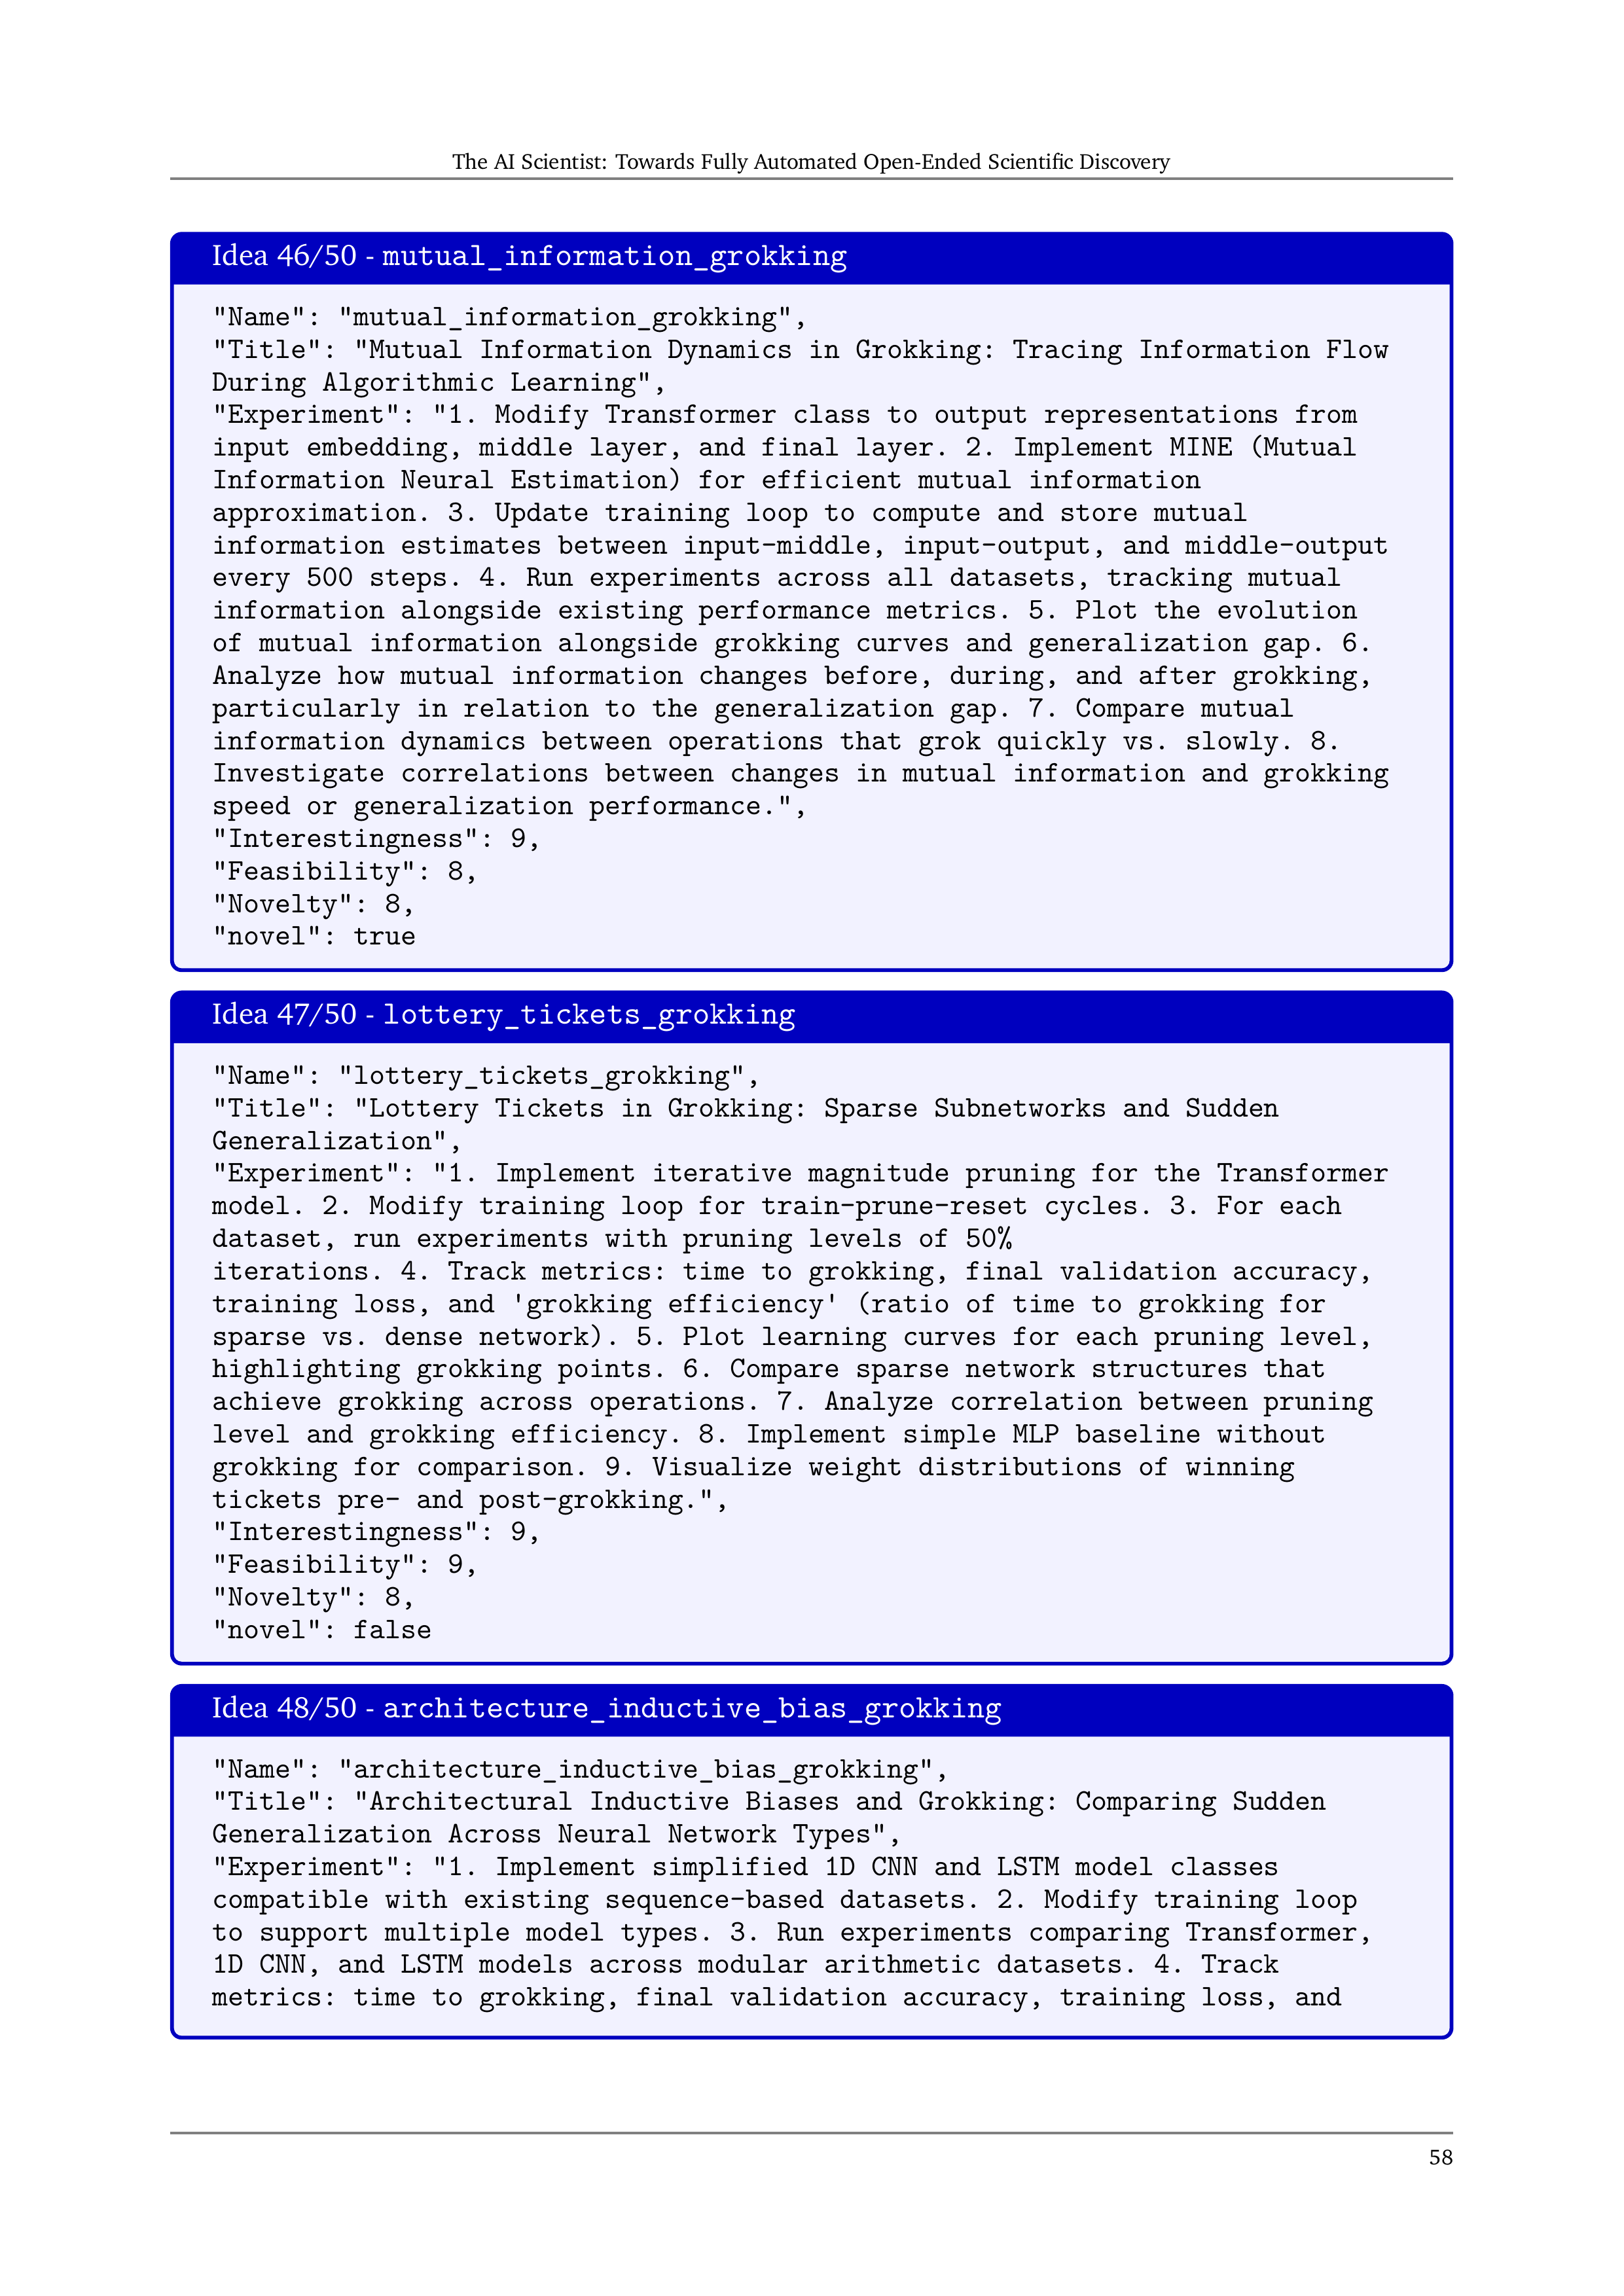 The AI Scientist: Towards Fully Automated Open-Ended Scientific Discovery
Idea 46/50 - mutual_information_grokking
"Name": "mutual_information_grokking",
"Title": "Mutual Information Dynamics in Grokking: Tracing Information Flow
During Algorithmic Learning",
"Experiment": "1. Modify Transformer class to output representations from
input embedding, middle layer, and final layer. 2. Implement MINE (Mutual
Information Neural Estimation) for efficient mutual information
approximation. 3. Update training loop to compute and store mutual
information estimates between input-middle, input-output, and middle-output
every 500 steps. 4. Run experiments across all datasets, tracking mutual
information alongside existing performance metrics. 5. Plot the evolution
of mutual information alongside grokking curves and generalization gap. 6.
Analyze how mutual information changes before, during, and after grokking,
particularly in relation to the generalization gap. 7. Compare mutual
information dynamics between operations that grok quickly vs. slowly. 8.
Investigate correlations between changes in mutual information and grokking
speed or generalization performance.",
"Interestingness": 9,
"Feasibility": 8,
"Novelty": 8,
"novel": true
Idea 47/50 - lottery_tickets_grokking
"Name": "lottery_tickets_grokking",
"Title": "Lottery Tickets in Grokking: Sparse Subnetworks and Sudden
Generalization",
"Experiment": "1. Implement iterative magnitude pruning for the Transformer
model. 2. Modify training loop for train-prune-reset cycles. 3. For each
dataset, run experiments with pruning levels of 50%
iterations. 4. Track metrics: time to grokking, final validation accuracy,
training loss, and 'grokking efficiency' (ratio of time to grokking for
sparse vs. dense network). 5. Plot learning curves for each pruning level,
highlighting grokking points. 6. Compare sparse network structures that
achieve grokking across operations. 7. Analyze correlation between pruning
level and grokking efficiency. 8. Implement simple MLP baseline without
grokking for comparison. 9. Visualize weight distributions of winning
tickets pre- and post-grokking.",
"Interestingness": 9,
"Feasibility": 9,
"Novelty": 8,
"novel": false
Idea 48/50 - architecture_inductive_bias_grokking
"Name": "architecture_inductive_bias_grokking",
"Title": "Architectural Inductive Biases and Grokking: Comparing Sudden
Generalization Across Neural Network Types",
"Experiment": "1. Implement simplified 1D CNN and LSTM model classes
compatible with existing sequence-based datasets. 2. Modify training loop
to support multiple model types. 3. Run experiments comparing Transformer,
1D CNN, and LSTM models across modular arithmetic datasets. 4. Track
metrics: time to grokking, final validation accuracy, training loss, and
58